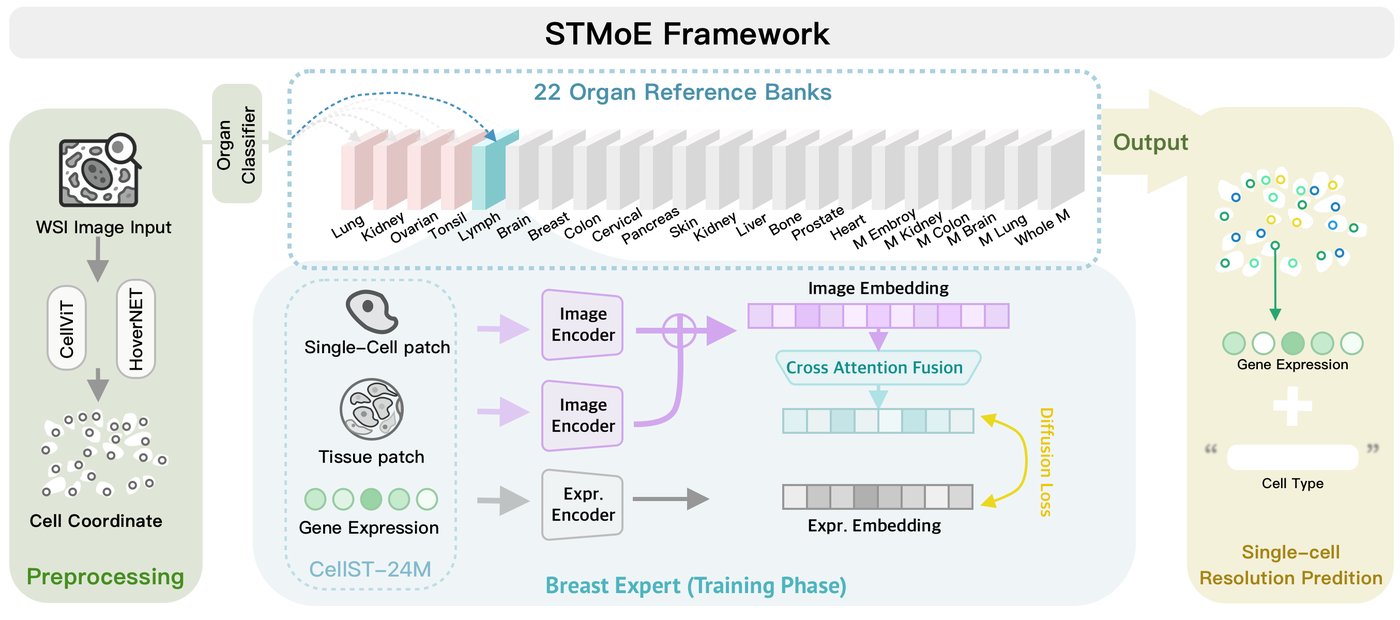 STMoE Framework
WSI Image Input
CellViT
HoverNET
Cell Coordinate
Preprocessing
Organ
Classifier
22 Organ Reference Banks
Lung
Kidney
Ovarian
Tonsil
Lymph
Brain
Breast
Colon
Cervical
Pancreas
Skin
Kidney
Liver
Bone
Prostate
Heart
M Embroy
M Kidney
M Colon
M Brain
M Lung
Whole M
Single-Cell patch
Tissue patch
Gene Expression
CellST-24M
Image
Encoder
Image
Encoder
Expr.
Encoder
Image Embedding
Cross Attention Fusion
Diffusion Loss
Expr. Embedding
Breast Expert (Training Phase)
Output
Gene Expression
“ ”
Cell Type
Single-cell
Resolution Predition